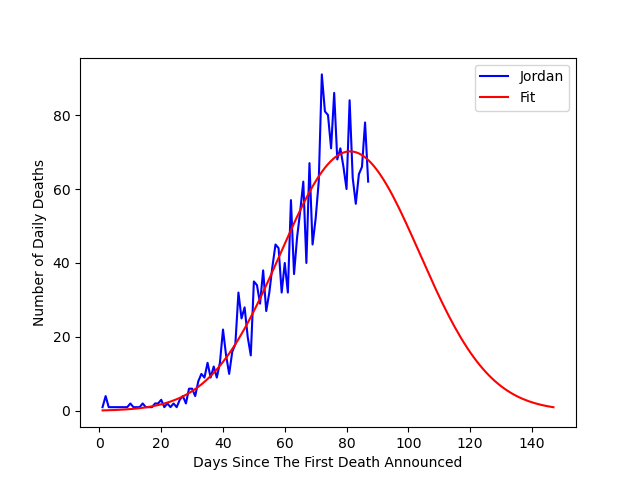 Jordan
Fit
Number of Daily Deaths
80
60
40
20
0
0 20 40 60 80 100 120 140
Days Since The First Death Announced